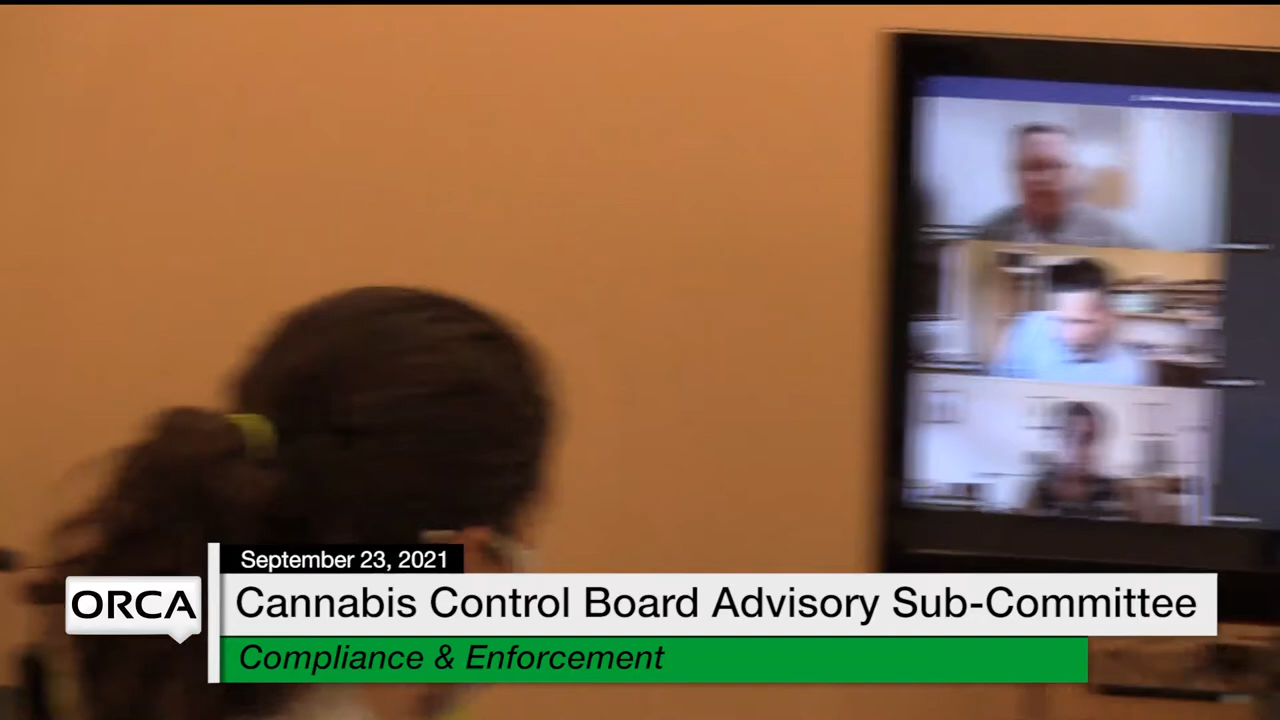 September 23, 2021
ORCA
Cannabis Control Board Advisory Sub-Committee
Compliance & Enforcement